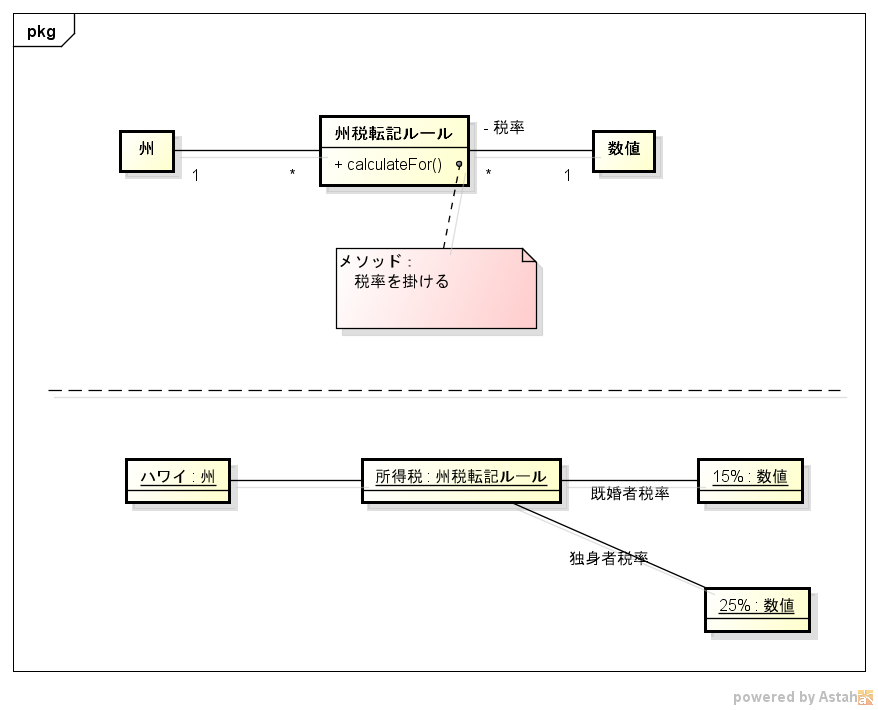 pkg
州
州税転記ルール
+ calculateFor()
- 税率
数値
1
*
*
1
メソッド：
税率を掛ける
ハワイ : 州
所得税 : 州税転記ルール
15% : 数値
既婚者税率
独身者税率
25% : 数値
powered by Astah